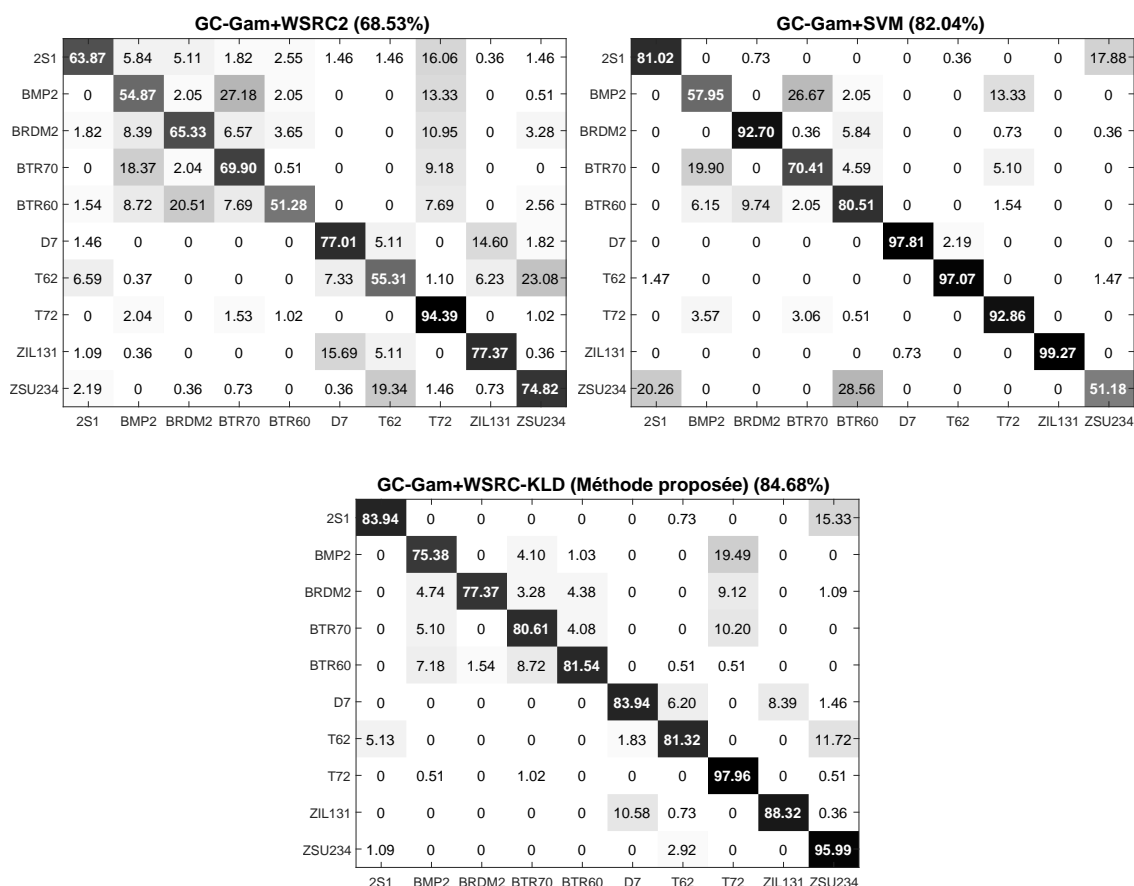 GC-Gam+WSRC2 (68.53%)
2S1 63.87 5.84 5.11 1.82 2.55 1.46 1.46 16.06 0.36 1.46
BMP2 0 54.87 2.05 27.18 2.05 0 0 13.33 0 0.51
BRDM2 1.82 8.39 65.33 6.57 3.65 0 0 10.95 0 3.28
BTR70 0 18.37 2.04 69.90 0.51 0 0 9.18 0 0
BTR60 1.54 8.72 20.51 7.69 51.28 0 0 7.69 0 2.56
D7 1.46 0 0 0 0 77.01 5.11 0 14.60 1.82
T62 6.59 0.37 0 0 0 7.33 55.31 1.10 6.23 23.08
T72 0 2.04 0 1.53 1.02 0 0 94.39 0 1.02
ZIL131 1.09 0.36 0 0 0 15.69 5.11 0 77.37 0.36
ZSU234 2.19 0 0.36 0.73 0 0.36 19.34 1.46 0.73 74.82
2S1 BMP2 BRDM2 BTR70 BTR60 D7 T62 T72 ZIL131 ZSU234
GC-Gam+SVM (82.04%)
2S1 81.02 0 0.73 0 0 0 0.36 0 0 17.88
BMP2 0 57.95 0 26.67 2.05 0 0 13.33 0 0
BRDM2 0 0 92.70 0.36 5.84 0 0 0.73 0 0.36
BTR70 0 19.90 0 70.41 4.59 0 0 5.10 0 0
BTR60 0 6.15 9.74 2.05 80.51 0 0 1.54 0 0
D7 0 0 0 0 0 97.81 2.19 0 0 0
T62 1.47 0 0 0 0 0 97.07 0 0 1.47
T72 0 3.57 0 3.06 0.51 0 0 92.86 0 0
ZIL131 0 0 0 0 0 0.73 0 0 99.27 0
ZSU234 20.26 0 0 0 28.56 0 0 0 0 51.18
2S1 BMP2 BRDM2 BTR70 BTR60 D7 T62 T72 ZIL131 ZSU234
GC-Gam+WSRC-KLD (Méthode proposée) (84.68%)
2S1 83.94 0 0 0 0 0 0.73 0 0 15.33
BMP2 0 75.38 0 4.10 1.03 0 0 19.49 0 0
BRDM2 0 4.74 77.37 3.28 4.38 0 0 9.12 0 1.09
BTR70 0 5.10 0 80.61 4.08 0 0 10.20 0 0
BTR60 0 7.18 1.54 8.72 81.54 0 0.51 0.51 0 0
D7 0 0 0 0 0 83.94 6.20 0 8.39 1.46
T62 5.13 0 0 0 0 1.83 81.32 0 0 11.72
T72 0 0.51 0 1.02 0 0 0 97.96 0 0.51
ZIL131 0 0 0 0 0 10.58 0.73 0 88.32 0.36
ZSU234 1.09 0 0 0 0 0 2.92 0 0 95.99
2S1 BMP2 BRDM2 BTR70 BTR60 D7 T62 T72 ZIL131 ZSU234